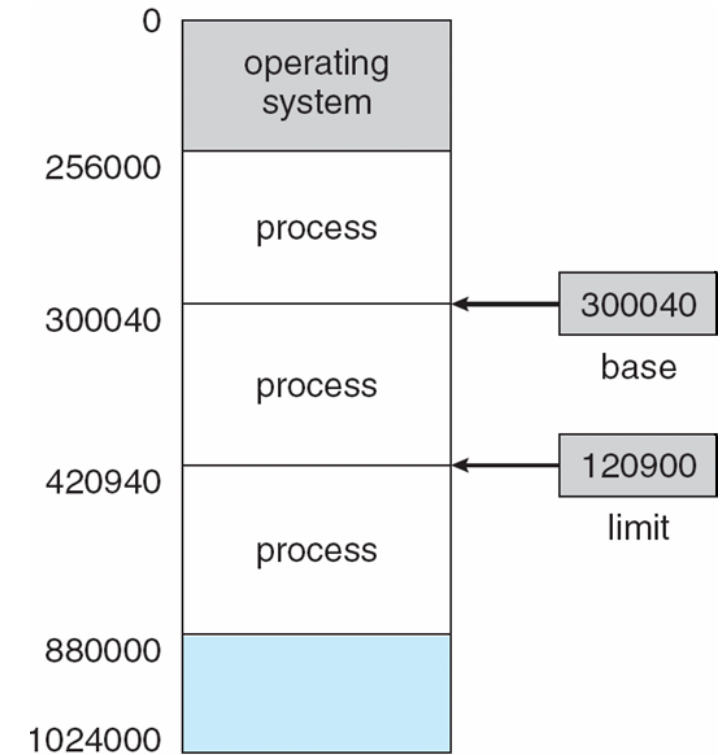 0
operating
system
256000
process
300040
300040
base
process
120900
420940
limit
process
880000
1024000